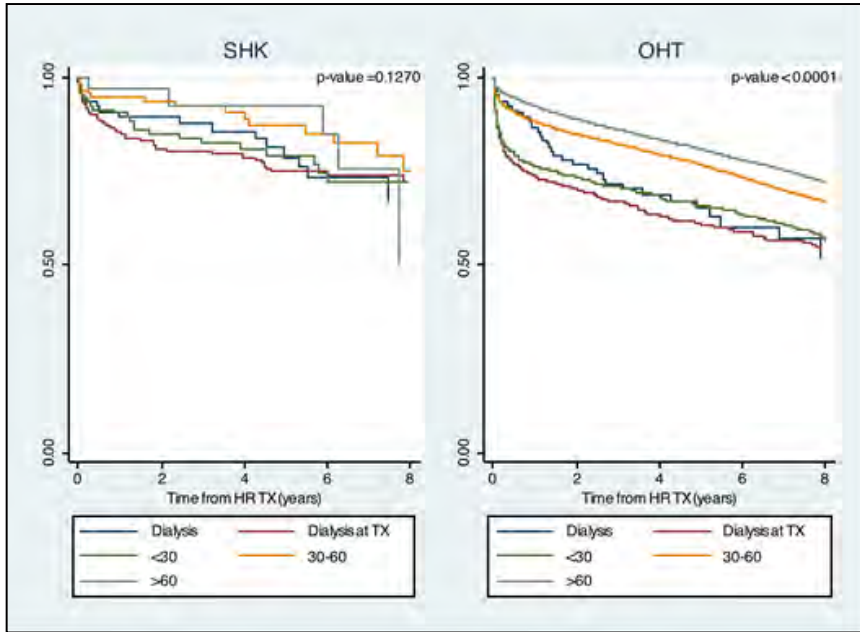 SHK
p-value =0.1270
1.00
0.50
0.00
0 2 4 6 8
Time from HR TX (years)
Dialysis Dialysis at TX
<30 30-60
>60
OHT
p-value < 0.0001
1.00
0.50
0.00
0 2 4 6 8
Time from HR TX (years)
Dialysis Dialysis at TX
<30 30-60
>60